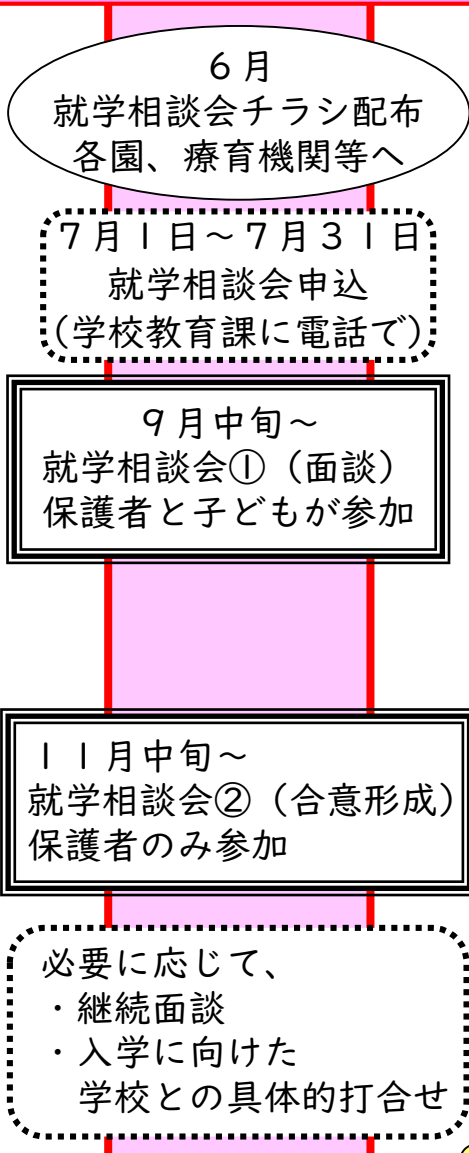 6月
就学相談会チラシ配布
各園、療育機関等へ
7月1日～7月31日
就学相談会申込
(学校教育課に電話で)
9月中旬～
就学相談会①（面談）
保護者と子どもが参加
11月中旬～
就学相談会②（合意形成）
保護者のみ参加
必要に応じて、
・継続面談
・入学に向けた
学校との具体的打合せ